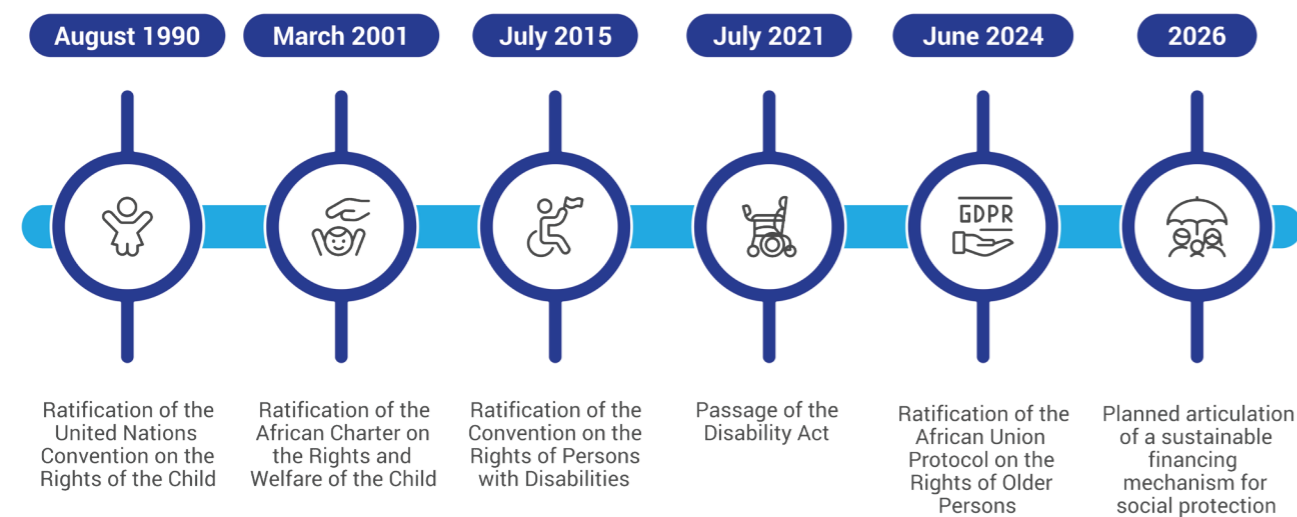 August 1990
March 2001
July 2015
July 2021
June 2024
2026
GDPR
Ratification of the
United Nations
Convention on the
Rights of the Child
Ratification of the
African Charter on
the Rights and
Welfare of the Child
Ratification of the
Convention on the
Rights of Persons
with Disabilities
Passage of the
Disability Act
Ratification of the
African Union
Protocol on the
Rights of Older
Persons
Planned articulation
of a sustainable
financing
mechanism for
social protection